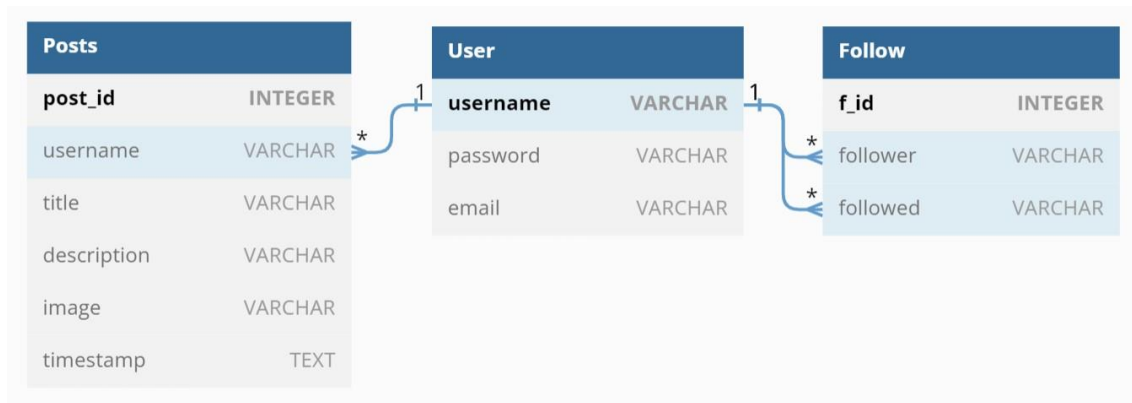 Posts
post_id INTEGER
username VARCHAR
title VARCHAR
description VARCHAR
image VARCHAR
timestamp TEXT
*
1
User
username VARCHAR
password VARCHAR
email VARCHAR
1
*
*
Follow
f_id INTEGER
follower VARCHAR
followed VARCHAR